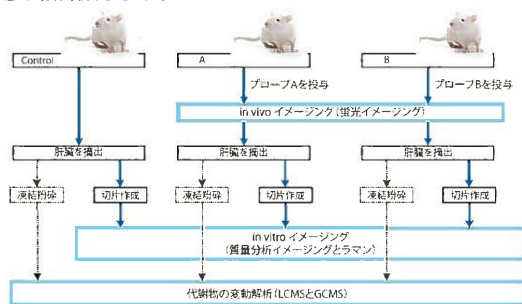 Control
A
B
プローブAを投与
プローブBを投与
in vivo イメージング(蛍光イメージング)
肝臓を摘出
肝臓を摘出
肝臓を摘出
凍結粉砕
切片作成
凍結粉砕
切片作成
凍結粉砕
切片作成
in vitro イメージング
(質量分析イメージングとラマン)
代謝物の変動解析(LCMSとGCMS)